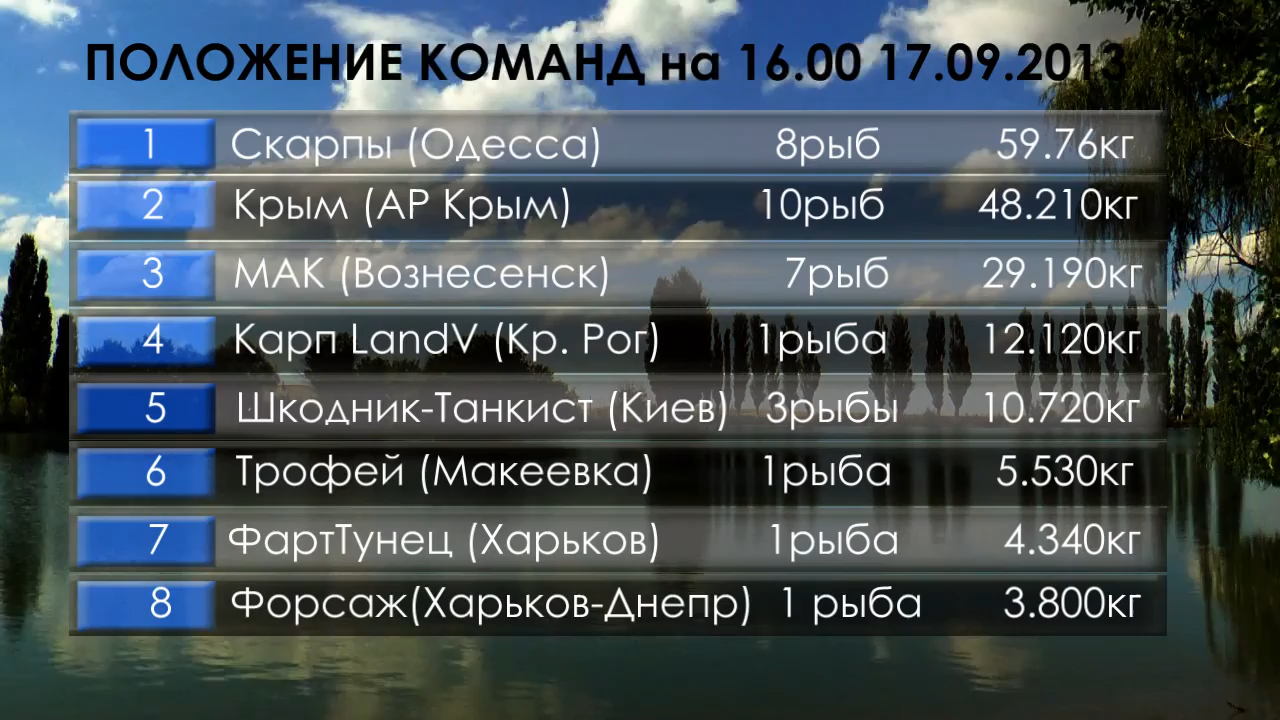 ПОЛОЖЕНИЕ КОМАНД на 16.00 17.09.2013
1 Скарпы (Одесса) 8рыб 59.76кг
2 Крым (АР Крым) 10рыб 48.210кг
3 МАК (Вознесенск) 7рыб 29.190кг
4 Карп LandV (Кр. Рог) 1рыба 12.120кг
5 Шкодник-Танкист (Киев) 3рыбы 10.720кг
6 Трофей (Макеевка) 1рыба 5.530кг
7 ФартТунец (Харьков) 1рыба 4.340кг
8 Форсаж(Харьков-Днепр) 1 рыба 3.800кг